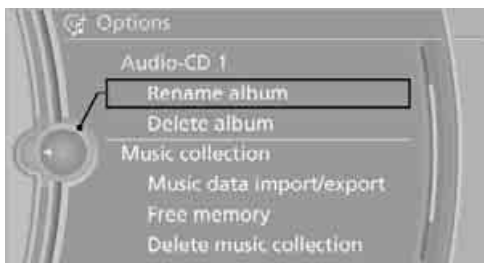 Options
Audio-CD 1
Rename album
Delete album
Music collection
Music data import/export
Free memory
Delete music collection